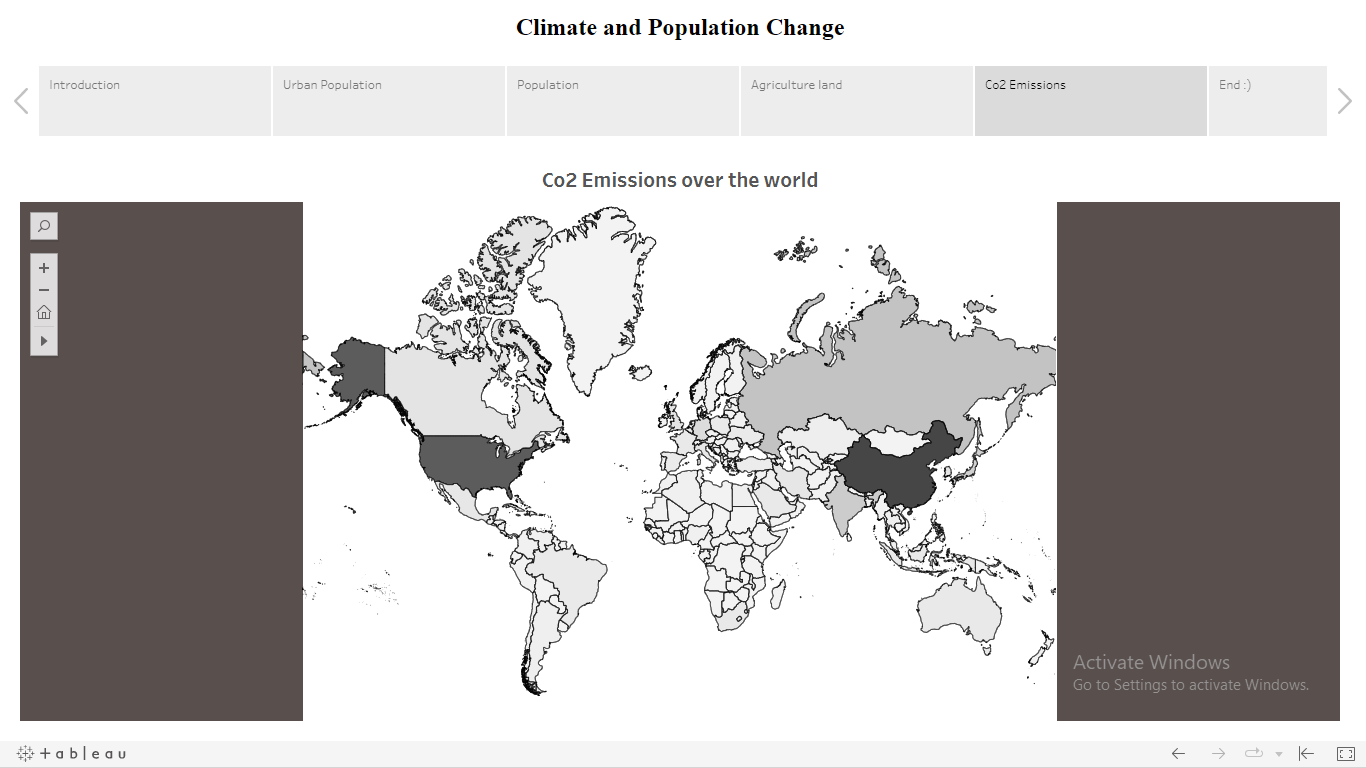 Climate and Population Change
Introduction
Urban Population
Population
Agriculture land
Co2 Emissions
End :)
Co2 Emissions over the world
Activate Windows
Go to Settings to activate Windows.
+ a b | e a u